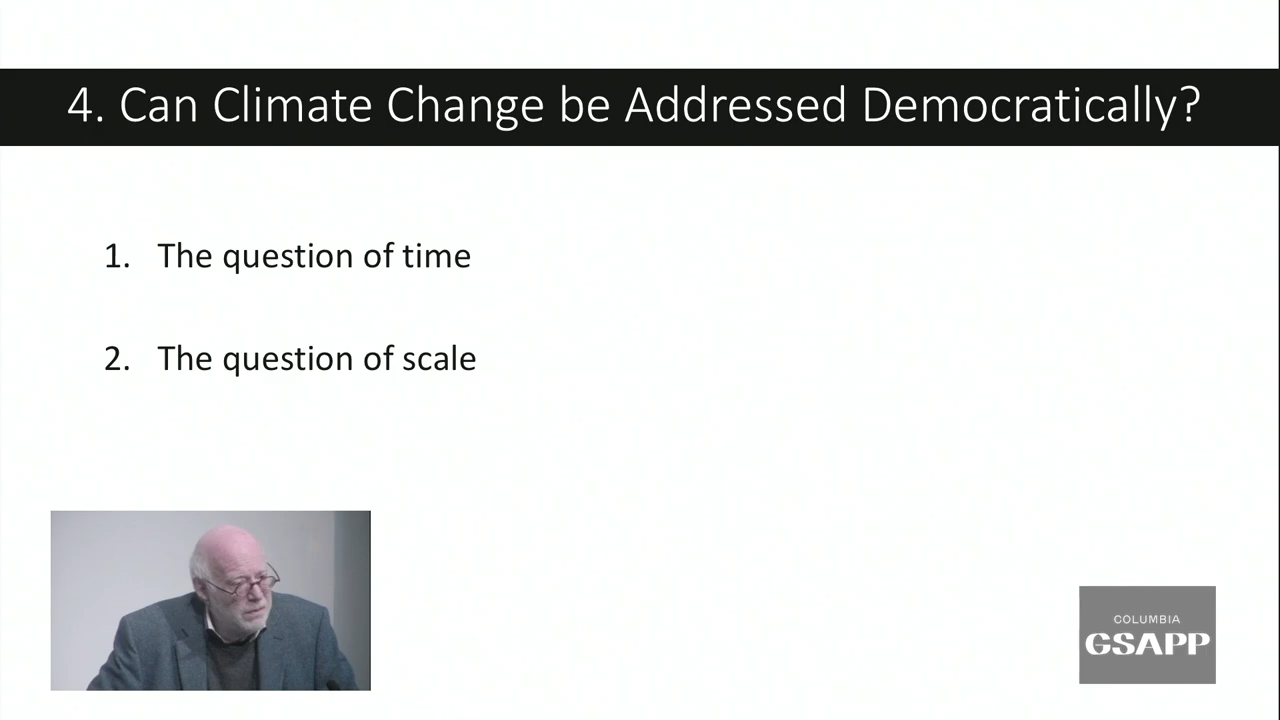 4. Can Climate Change be Addressed Democratically?
1. The question of time
2. The question of scale
COLUMBIA
GSAPP